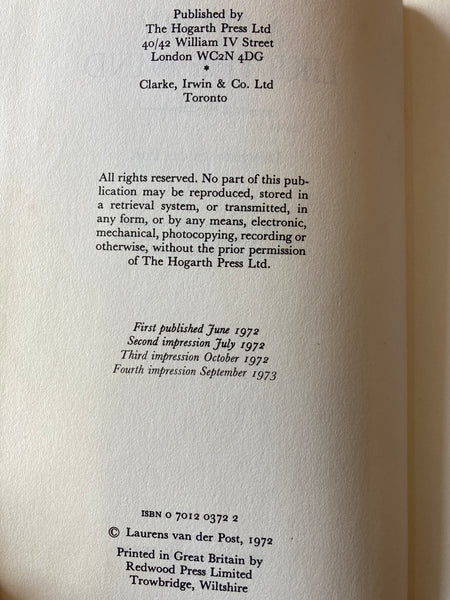 Published by
The Hogarth Press Ltd
40/42 William IV Street
London WC2N 4DG
*
Clarke, Irwin & Co. Ltd
Toronto
All rights reserved. No part of this pub-
lication may be reproduced, stored in
a retrieval system, or transmitted, in
any form, or by any means, electronic,
mechanical, photocopying, recording or
otherwise, without the prior permission
of The Hogarth Press Ltd.
First published June 1972
Second impression July 1972
Third impression October 1972
Fourth impression September 1973
ISBN 0 7012 0372 2
© Laurens van der Post, 1972
Printed in Great Britain by
Redwood Press Limited
Trowbridge, Wiltshire